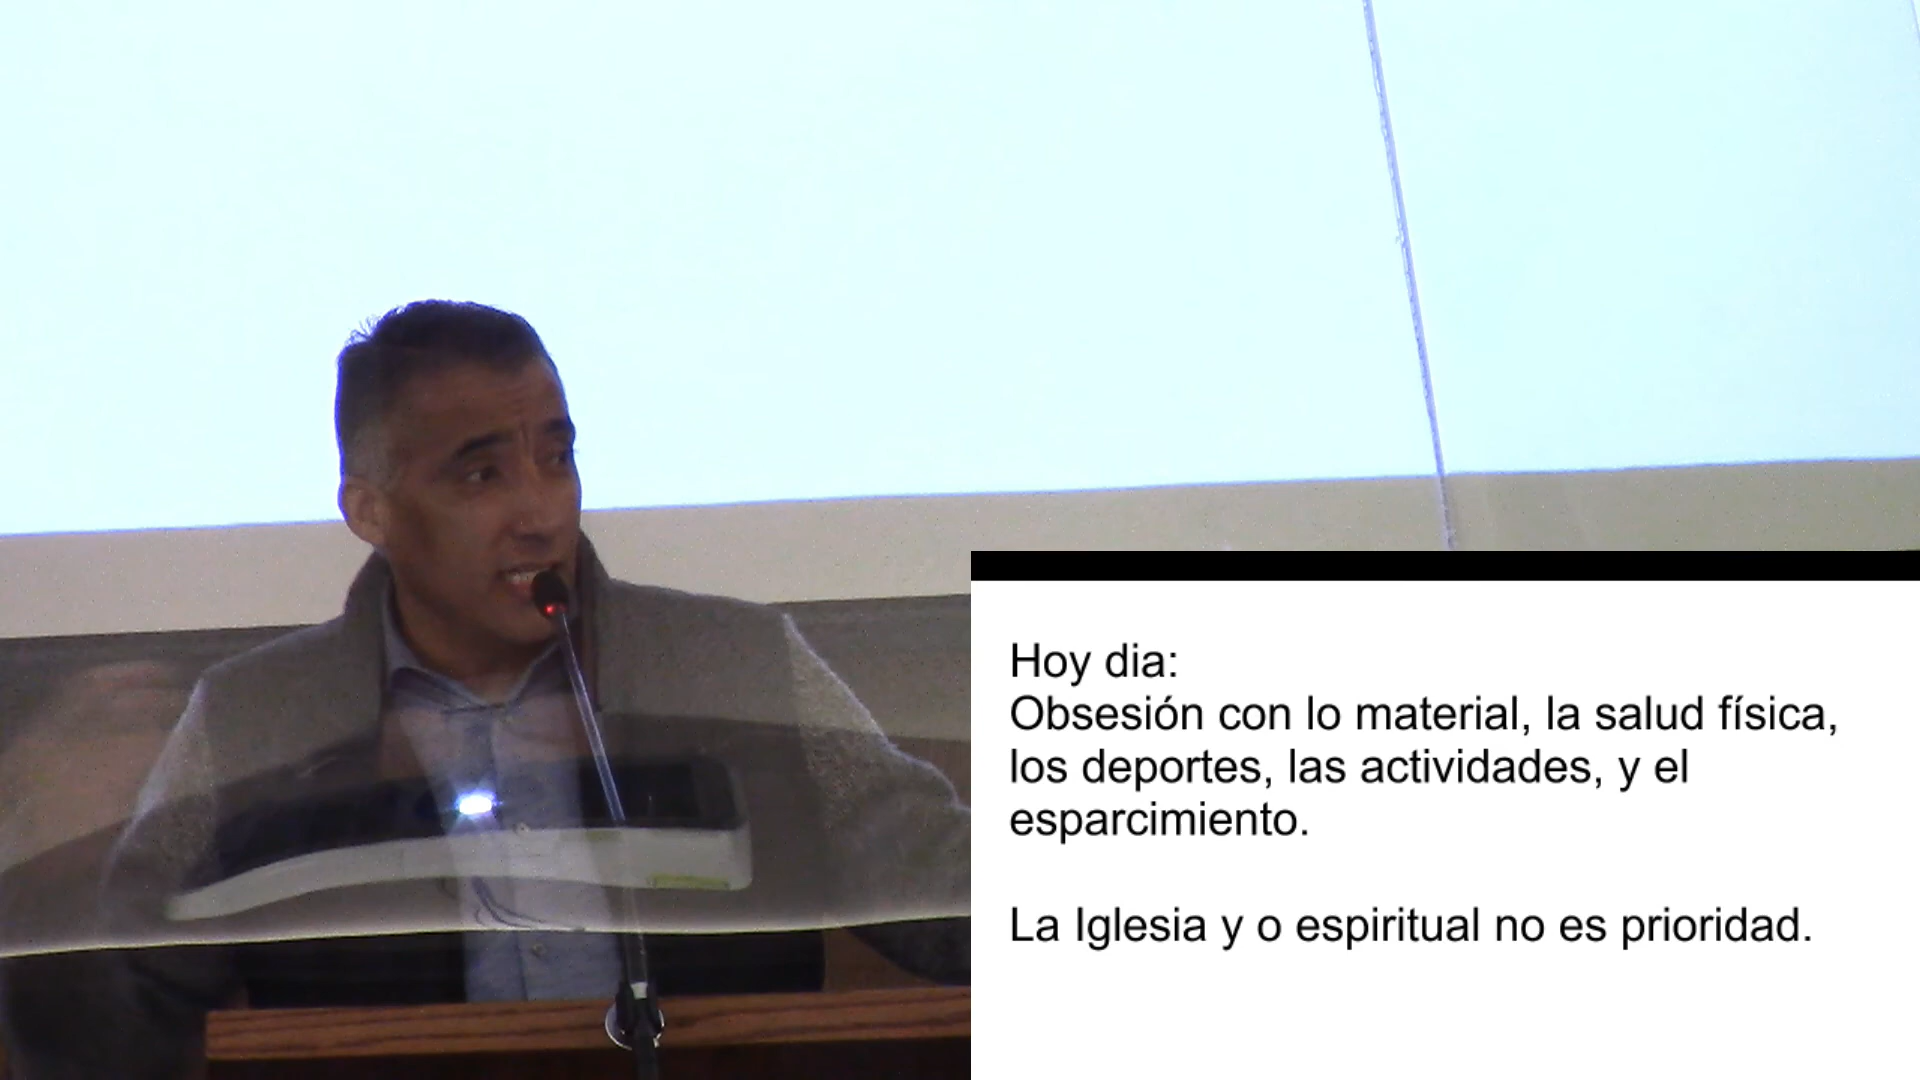 Hoy dia:
Obsesión con lo material, la salud física,
los deportes, las actividades, y el
esparcimiento.
La Iglesia y o espiritual no es prioridad.